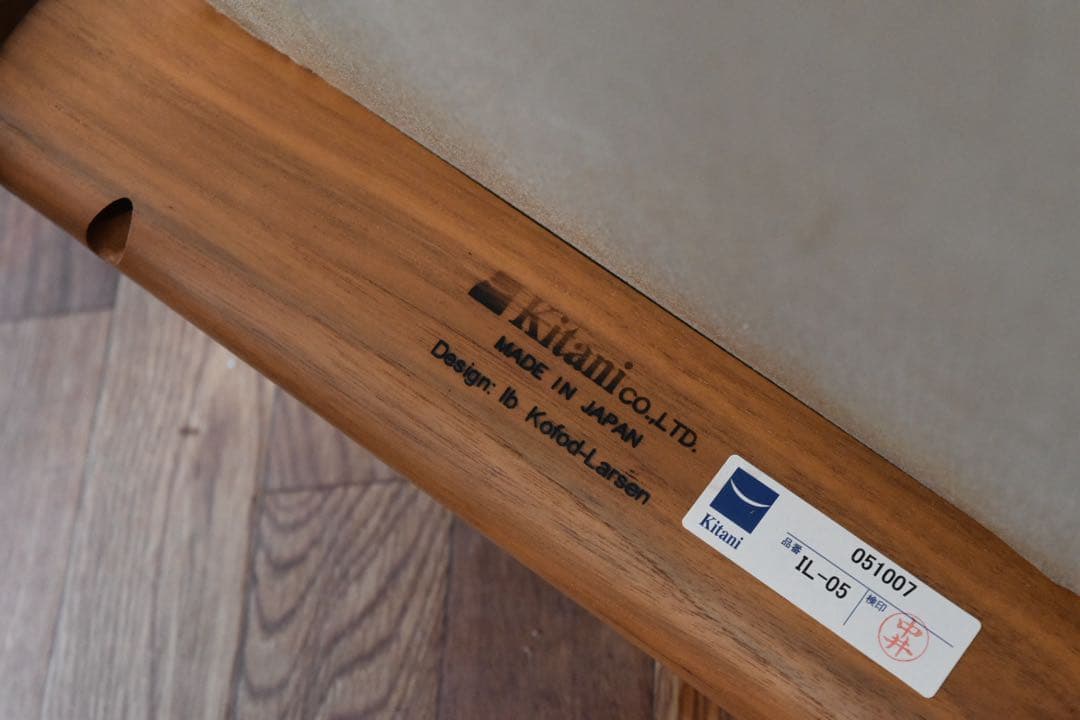 Kitani CO.,LTD.
MADE IN JAPAN
Design: Ib Kofod-Larsen
Kitani
051007
品番
IL-05
検印
中井